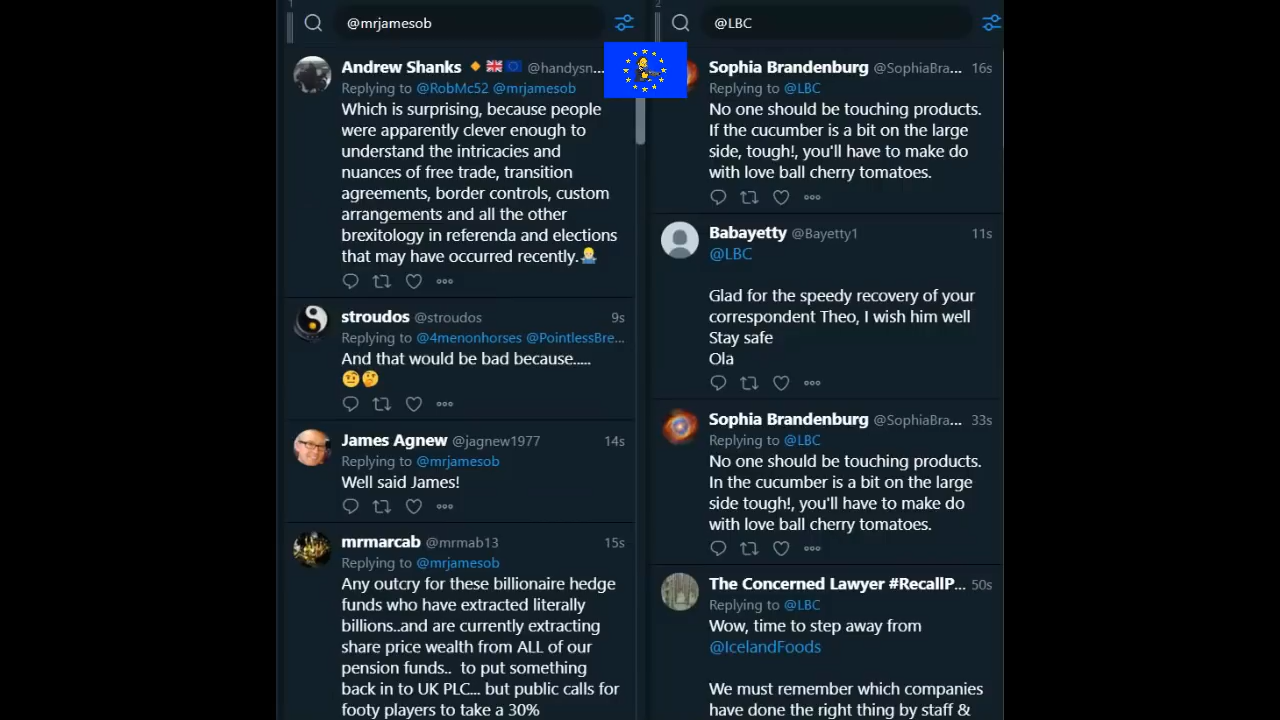 1
@mrjamesob
Andrew Shanks 🔸🇬🇧🇪🇺 @handysn...
Replying to @RobMc52 @mrjamesob
Which is surprising, because people
were apparently clever enough to
understand the intricacies and
nuances of free trade, transition
agreements, border controls, custom
arrangements and all the other
brexitology in referenda and elections
that may have occurred recently.🤷🏼‍♂️
stroudos @stroudos 9s
Replying to @4menonhorses @PointlessBre...
And that would be bad because.....
🤨🤔
James Agnew @jagnew1977 14s
Replying to @mrjamesob
Well said James!
mrmarcab @mrmab13 15s
Replying to @mrjamesob
Any outcry for these billionaire hedge
funds who have extracted literally
billions..and are currently extracting
share price wealth from ALL of our
pension funds.. to put something
back in to UK PLC... but public calls for
footy players to take a 30%
2
@LBC
Sophia Brandenburg @SophiaBra... 16s
Replying to @LBC
No one should be touching products.
If the cucumber is a bit on the large
side, tough!, you'll have to make do
with love ball cherry tomatoes.
Babayetty @Bayetty1 11s
@LBC
Glad for the speedy recovery of your
correspondent Theo, I wish him well
Stay safe
Ola
Sophia Brandenburg @SophiaBra... 33s
Replying to @LBC
No one should be touching products.
In the cucumber is a bit on the large
side tough!, you'll have to make do
with love ball cherry tomatoes.
The Concerned Lawyer #RecallP... 50s
Replying to @LBC
Wow, time to step away from
@IcelandFoods
We must remember which companies
have done the right thing by staff &